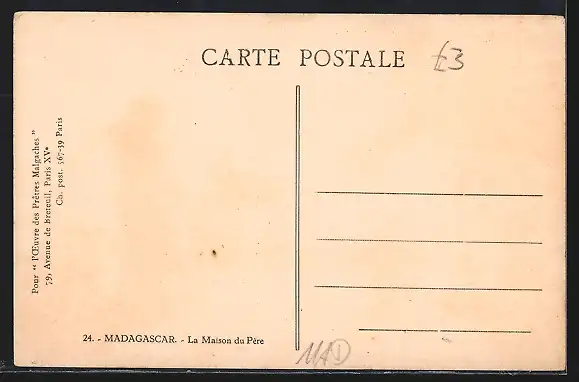 CARTE POSTALE
£3
Pour " l'Œuvre des Prêtres Malgaches "
79, Avenue de Breteuil, Paris XVe
Ch. post. 567-39 Paris
24. - MADAGASCAR. - La Maison du Père
MAD